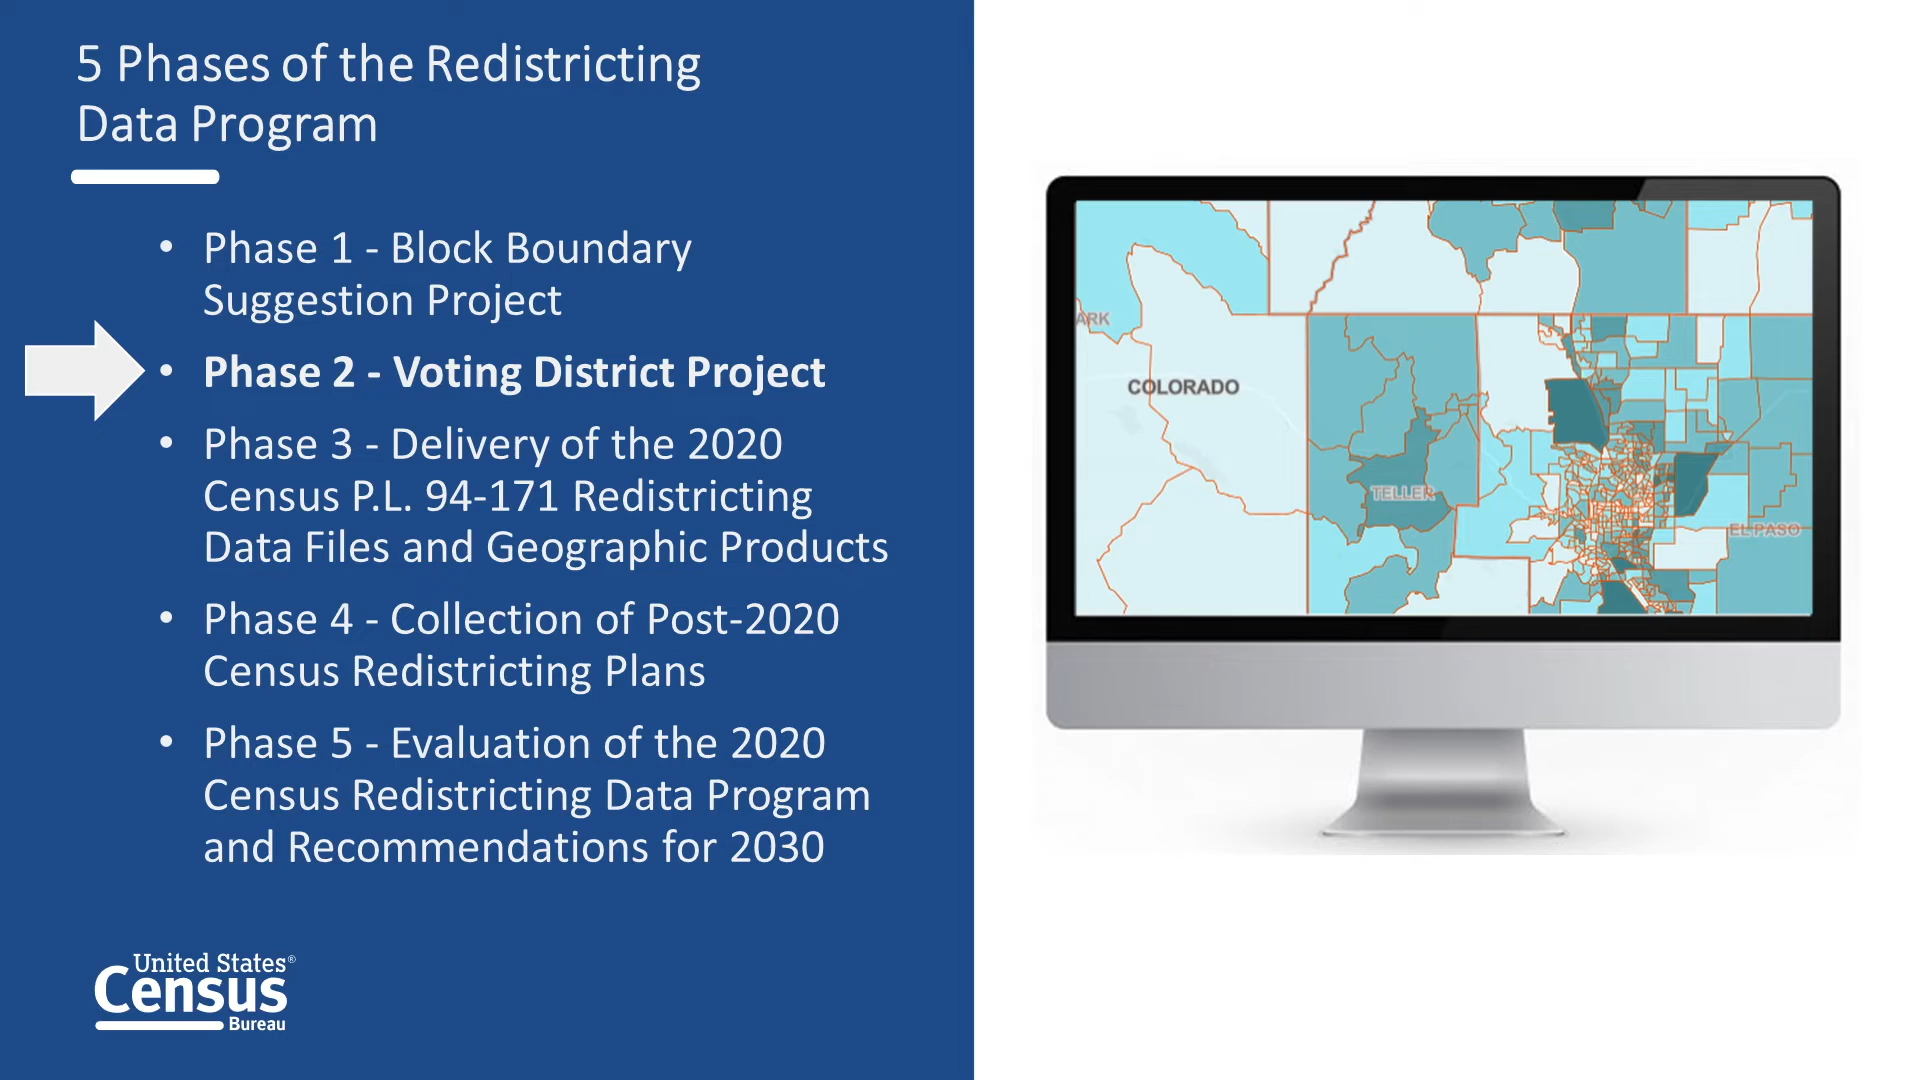 5 Phases of the Redistricting
Data Program
• Phase 1 - Block Boundary
Suggestion Project
• Phase 2 - Voting District Project
• Phase 3 - Delivery of the 2020
Census P.L. 94-171 Redistricting
Data Files and Geographic Products
• Phase 4 - Collection of Post-2020
Census Redistricting Plans
• Phase 5 - Evaluation of the 2020
Census Redistricting Data Program
and Recommendations for 2030
United States®
Census
Bureau
ARK
COLORADO
TELLER
EL PASO